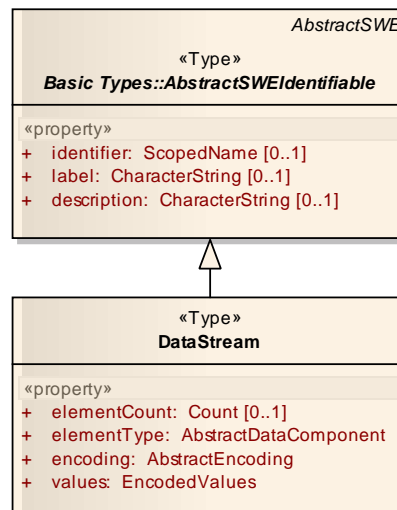 AbstractSWE
«Type»
Basic Types::AbstractSWEIdentifiable
«property»
+ identifier: ScopedName [0..1]
+ label: CharacterString [0..1]
+ description: CharacterString [0..1]
«Type»
DataStream
«property»
+ elementCount: Count [0..1]
+ elementType: AbstractDataComponent
+ encoding: AbstractEncoding
+ values: EncodedValues